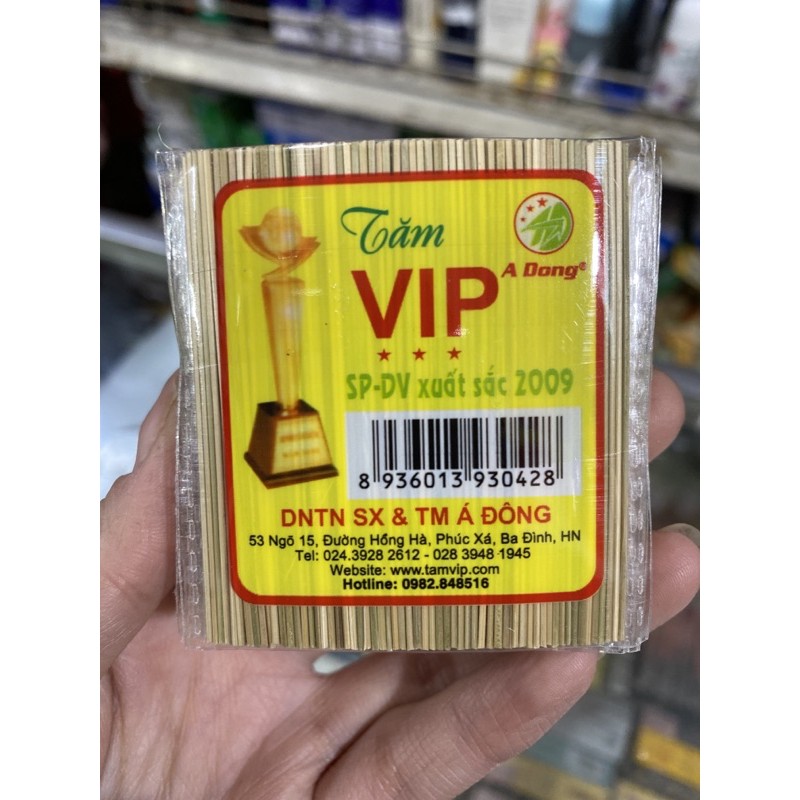 Tăm
VIP
A Dong®
SP-DV xuất sắc 2009
8 936013 930428
DNTN SX & TM Á ĐÔNG
53 Ngõ 15, Đường Hồng Hà, Phúc Xá, Ba Đình, HN
Tel: 024.3928 2612 - 028 3948 1945
Website: www.tamvip.com
Hotline: 0982.848516